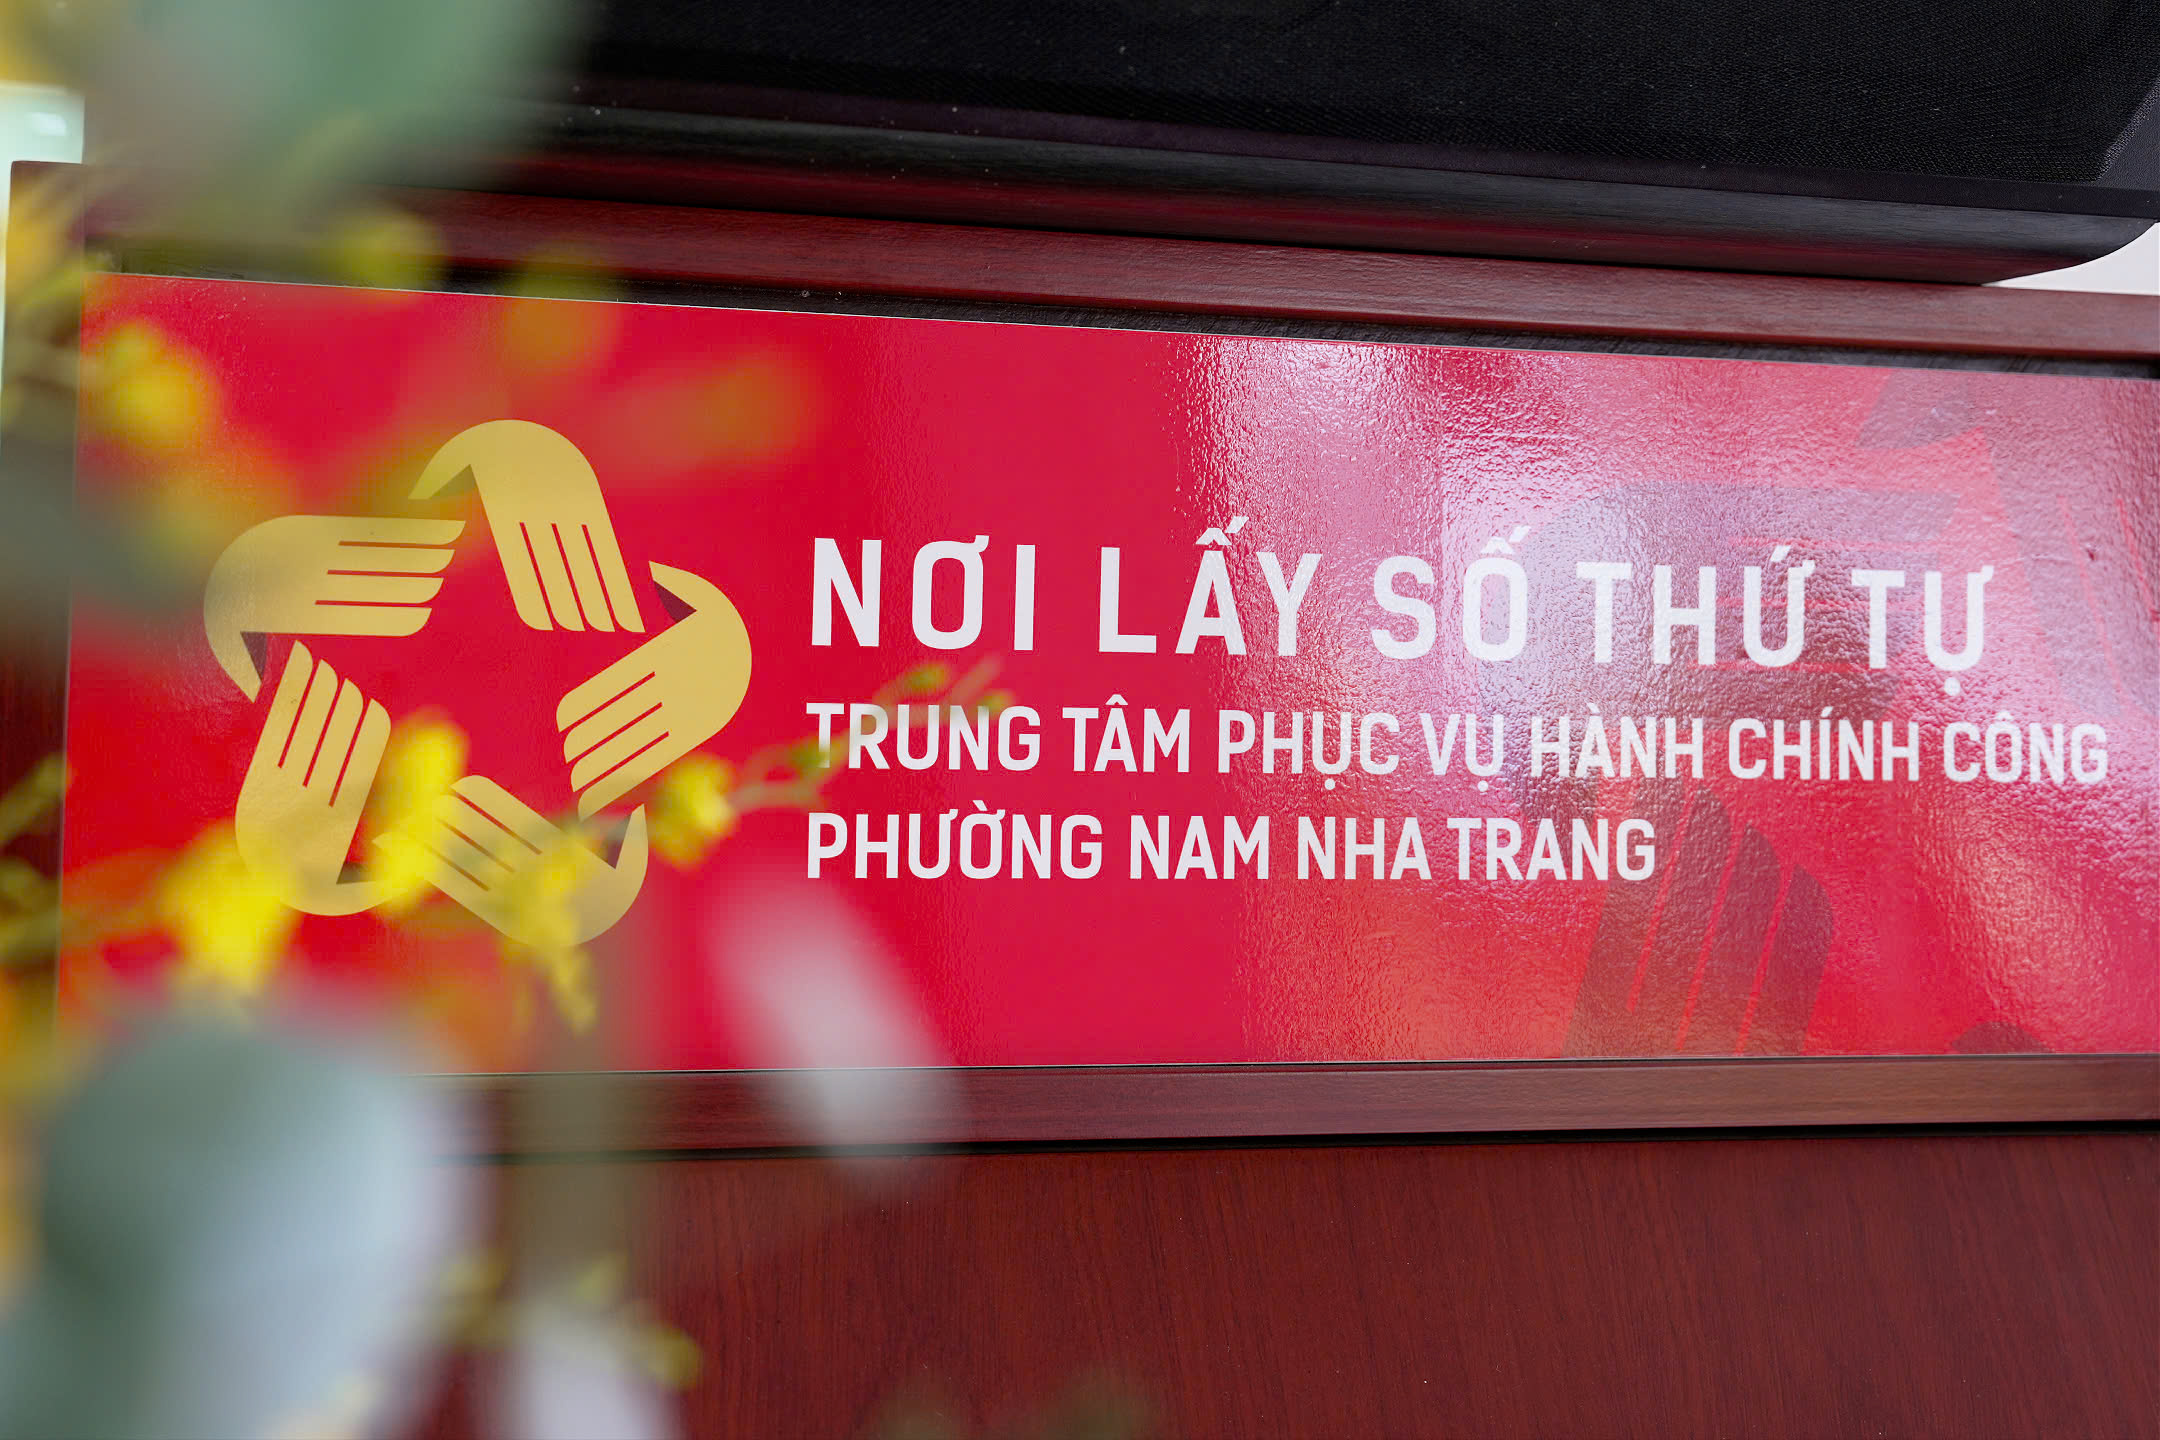 NƠI LẤY SỐ THỨ TỰ
TRUNG TÂM PHỤC VỤ HÀNH CHÍNH CÔNG
PHƯỜNG NAM NHA TRANG